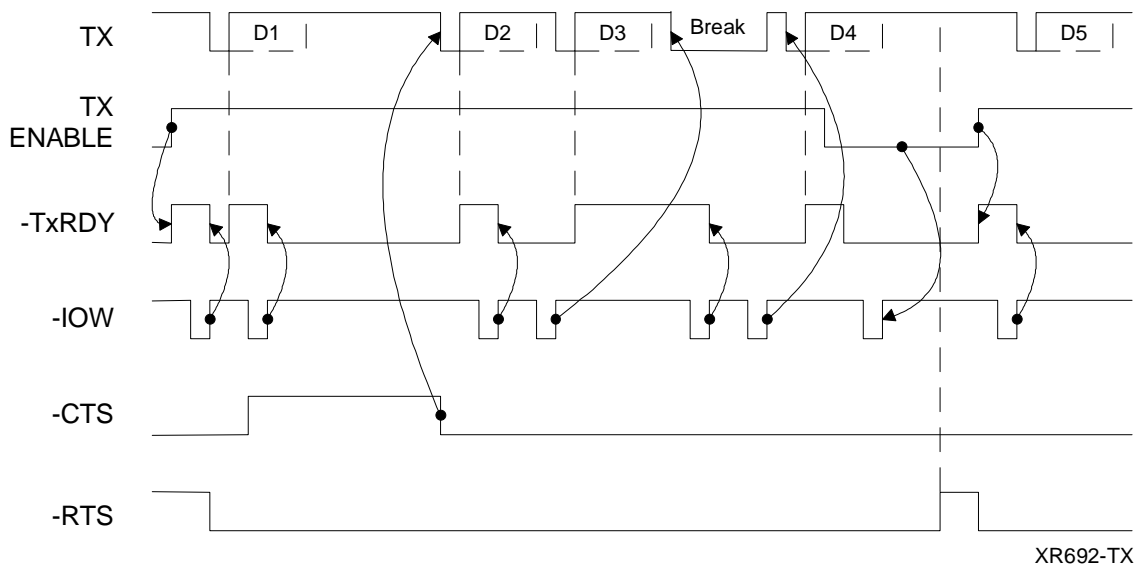 TX D1 D2 D3 Break D4 D5
TX
ENABLE
-TxRDY
-IOW
-CTS
-RTS
XR692-TX